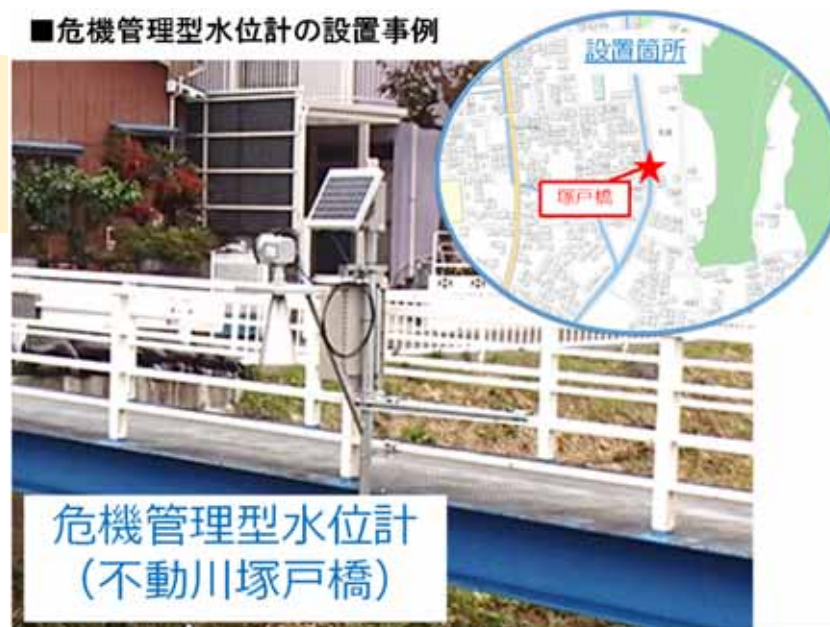 ■危機管理型水位計の設置事例
設置箇所
塚戸橋
危機管理型水位計
（不動川塚戸橋）